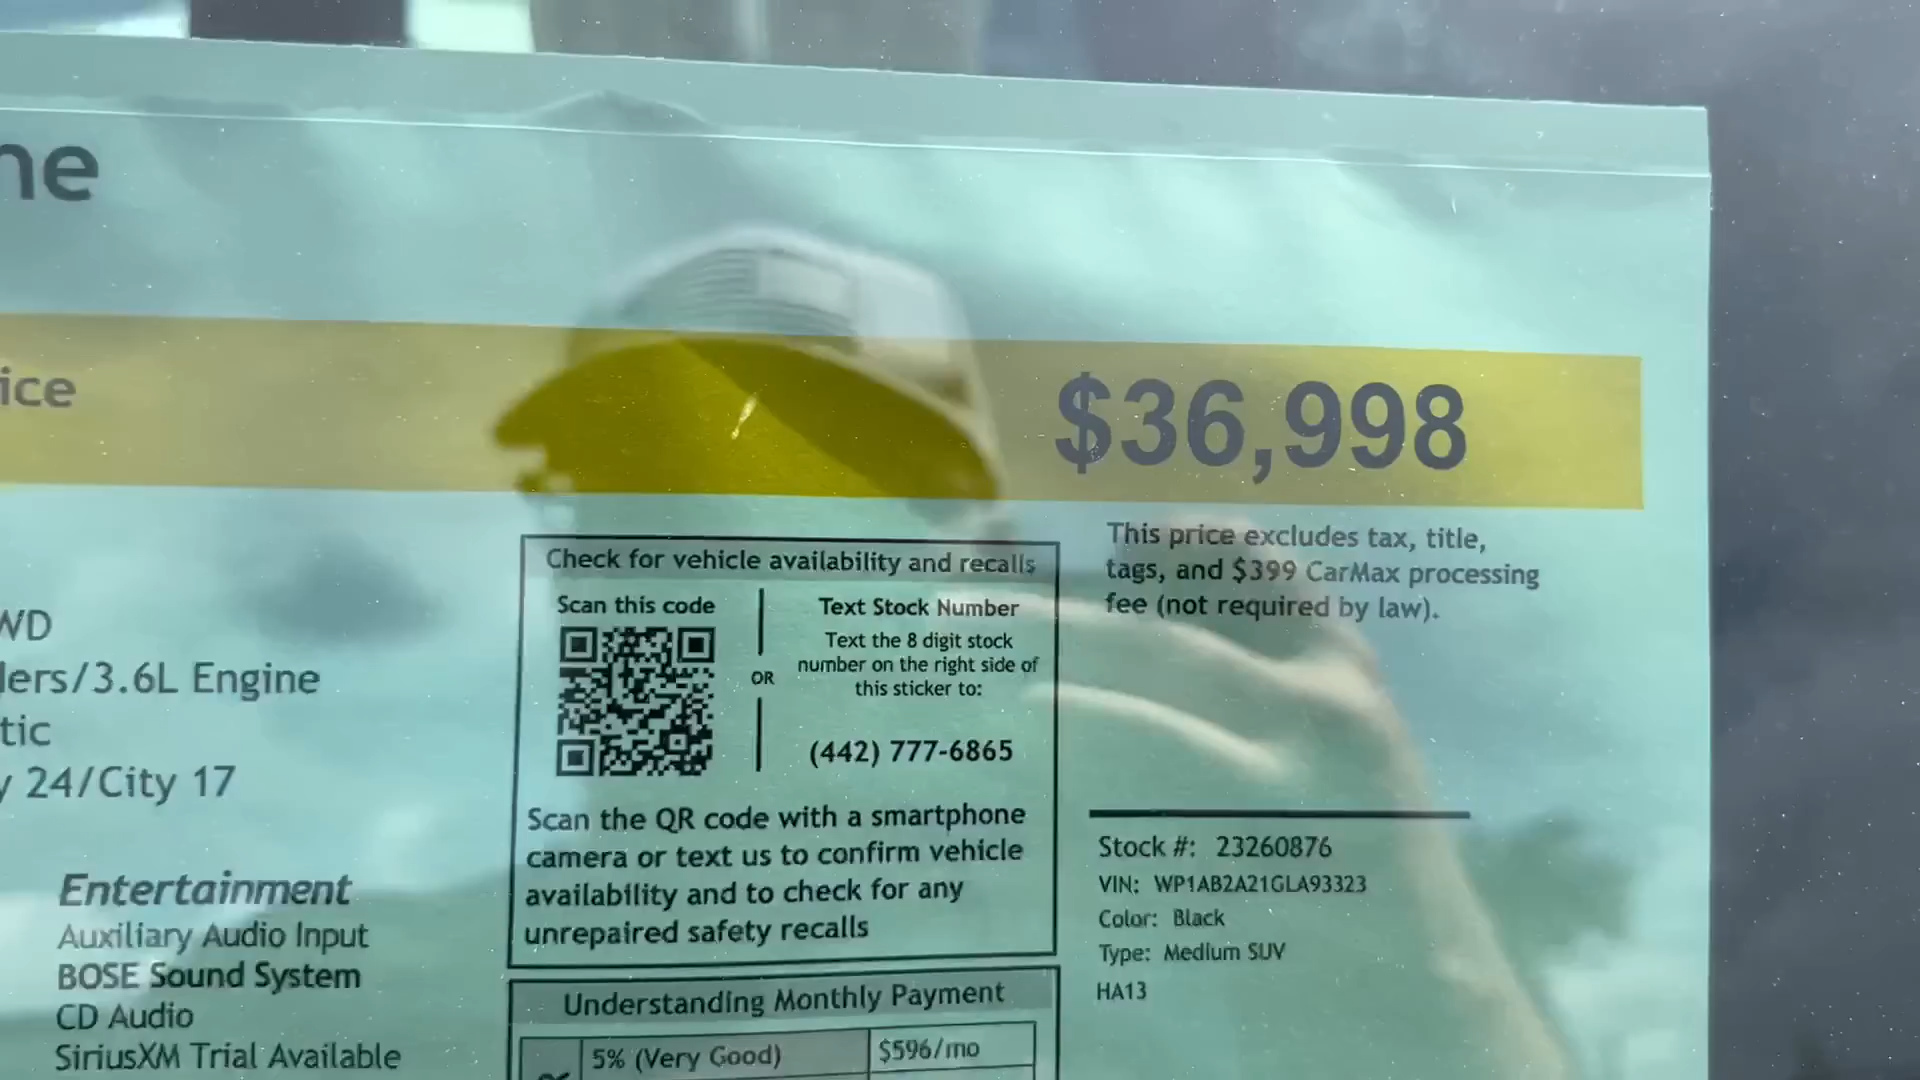 ne
ice
$36,998
This price excludes tax, title,
tags, and $399 CarMax processing
fee (not required by law).
WD
ders/3.6L Engine
tic
y 24/City 17
Entertainment
Auxiliary Audio Input
BOSE Sound System
CD Audio
SiriusXM Trial Available
Check for vehicle availability and recalls
Scan this code
OR
Text Stock Number
Text the 8 digit stock
number on the right side of
this sticker to:
(442) 777-6865
Scan the QR code with a smartphone
camera or text us to confirm vehicle
availability and to check for any
unrepaired safety recalls
Understanding Monthly Payment
5% (Very Good) $596/mo
Stock #: 23260876
VIN: WP1AB2A21GLA93323
Color: Black
Type: Medium SUV
HA13